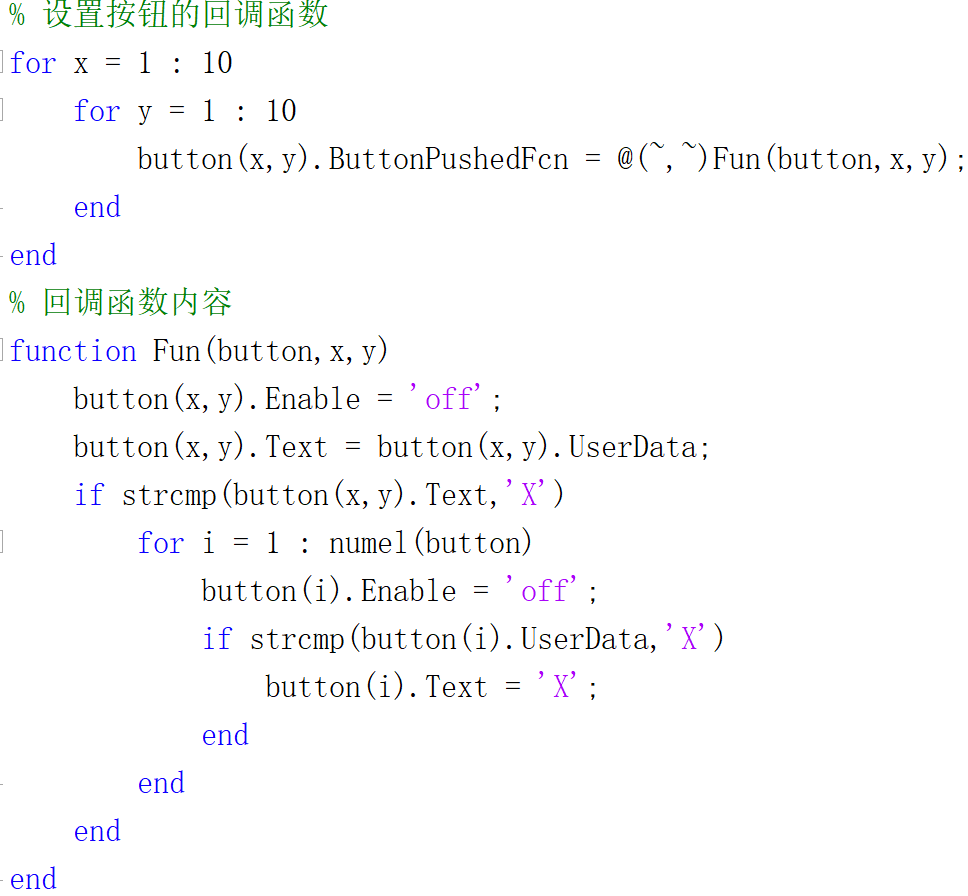 % 设置按钮的回调函数
for x = 1 : 10
    for y = 1 : 10
        button(x,y).ButtonPushedFcn = @(~,~)Fun(button,x,y);
    end
end
% 回调函数内容
function Fun(button,x,y)
    button(x,y).Enable = 'off';
    button(x,y).Text = button(x,y).UserData;
    if strcmp(button(x,y).Text,'X')
        for i = 1 : numel(button)
            button(i).Enable = 'off';
            if strcmp(button(i).UserData,'X')
                button(i).Text = 'X';
            end
        end
    end
end